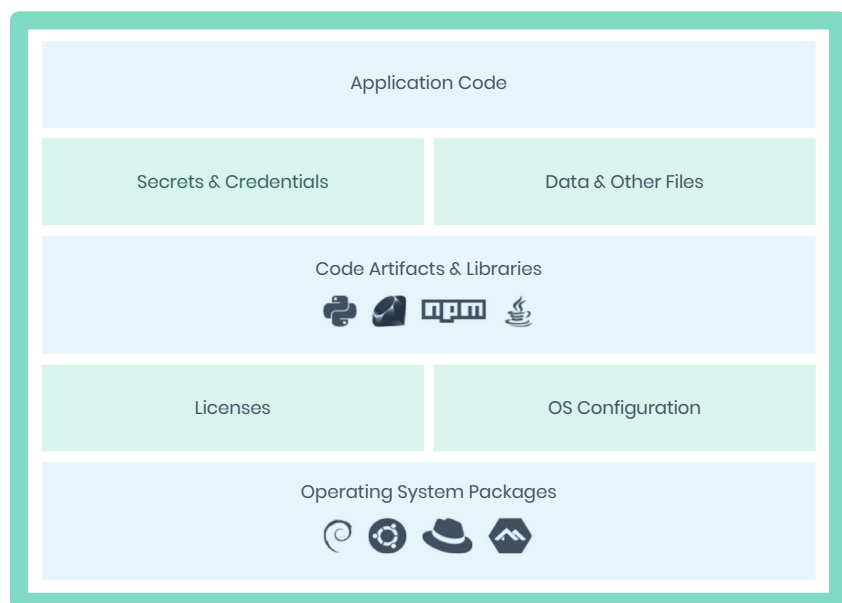 Application Code
Secrets & Credentials
Data & Other Files
Code Artifacts & Libraries
npm
Licenses
OS Configuration
Operating System Packages